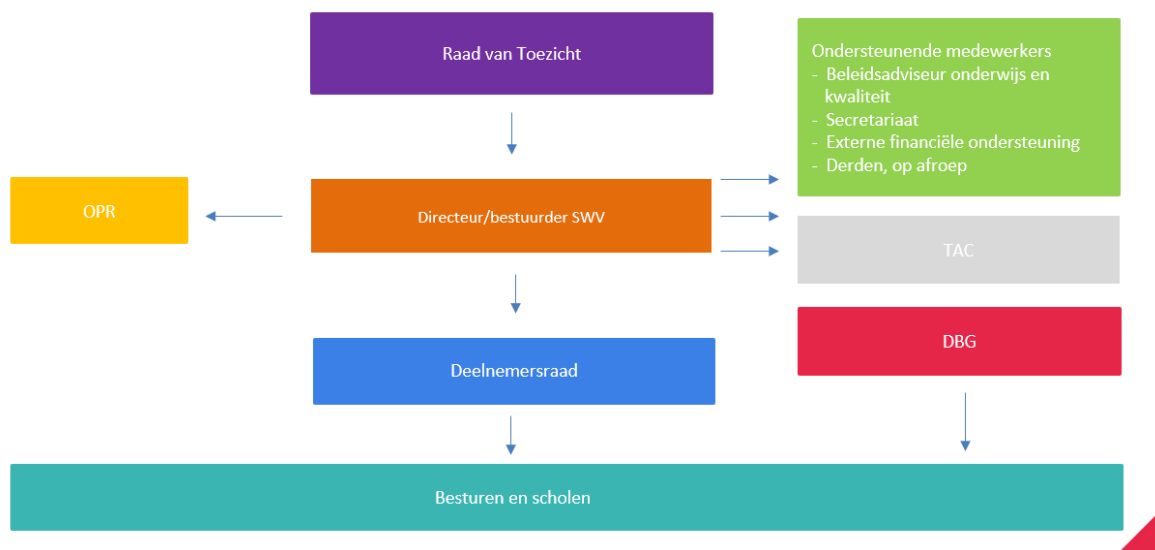 Raad van Toezicht
Ondersteunende medewerkers
- Beleidsadviseur onderwijs en
kwaliteit
- Secretariaat
- Externe financiële ondersteuning
- Derden, op afroep
OPR
Directeur/bestuurder SWV
TAC
DBG
Deelnemersraad
Besturen en scholen